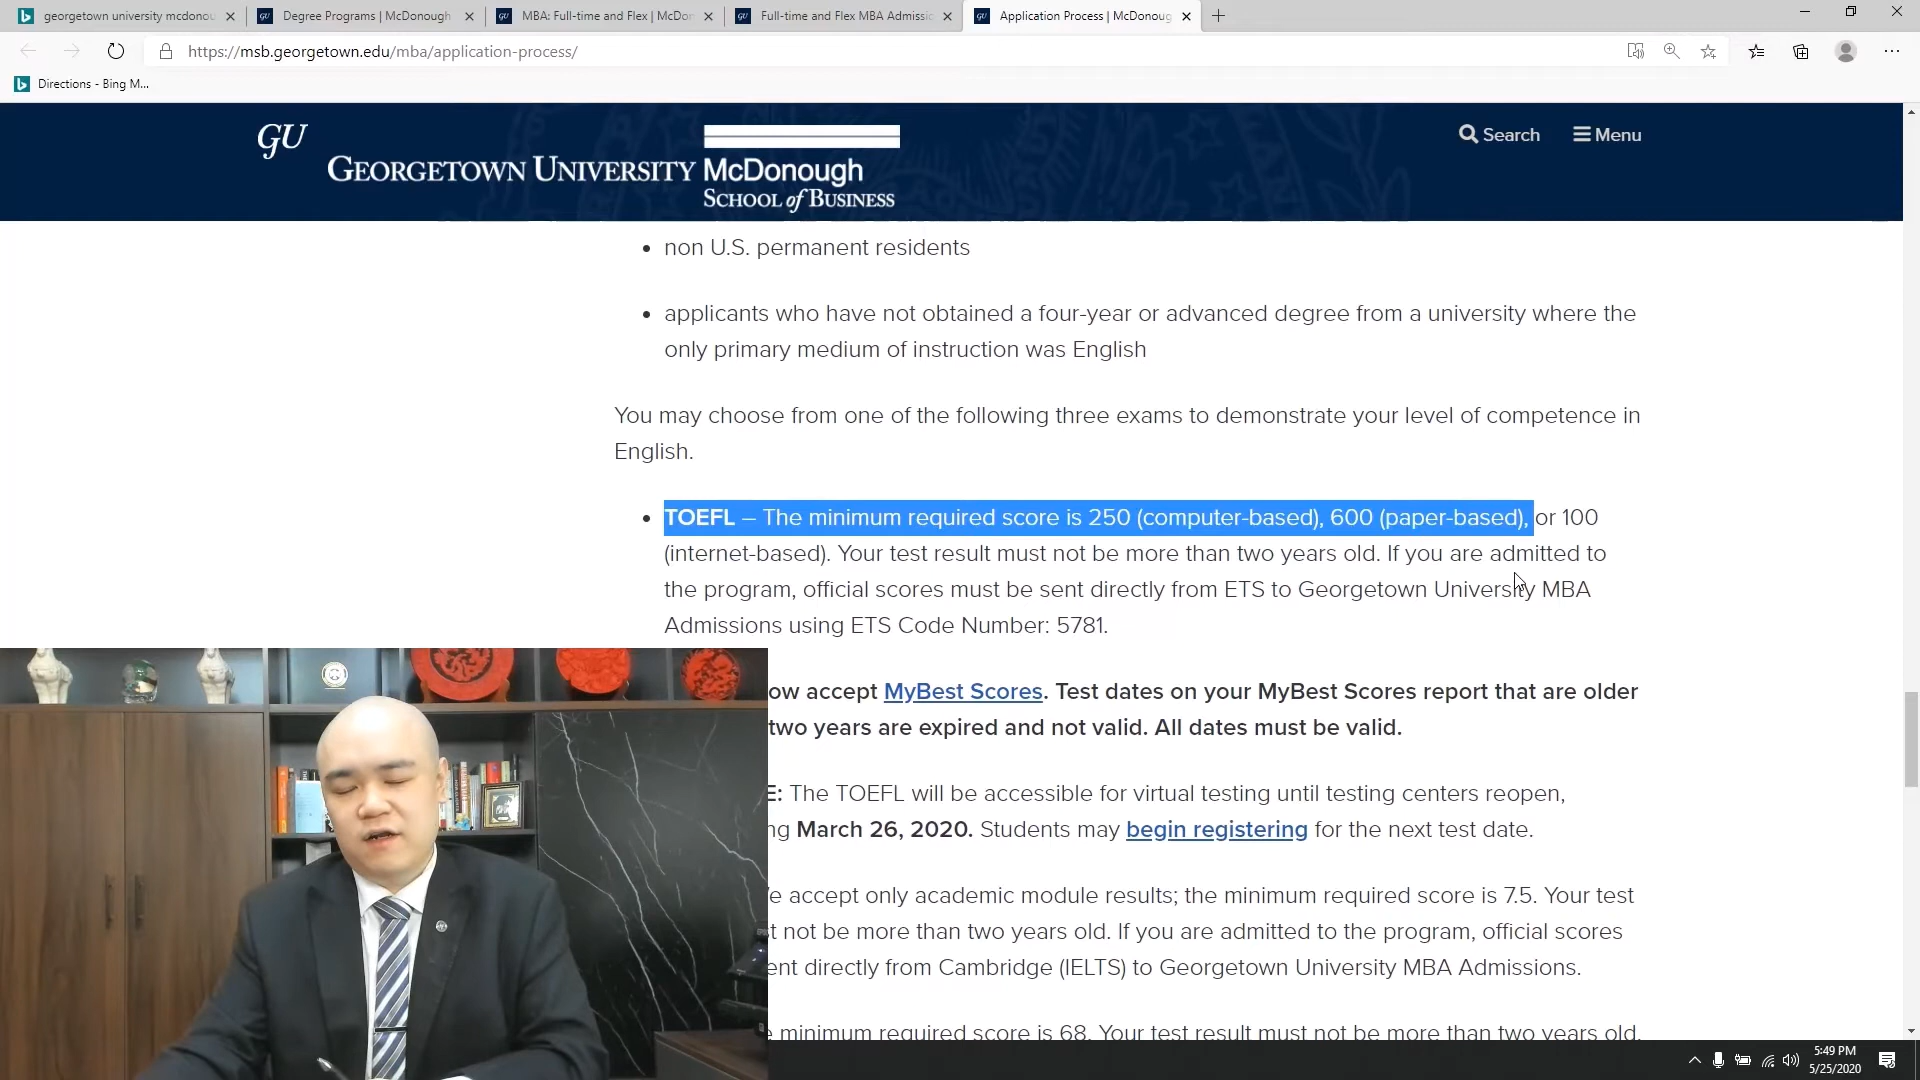 georgetown university mcdonou
Degree Programs | McDonough
MBA: Full-time and Flex | McDon
Full-time and Flex MBA Admissic
Application Process | McDonoug
https://msb.georgetown.edu/mba/application-process/
Directions - Bing M...
GU
GEORGETOWN UNIVERSITY McDonough
SCHOOL of BUSINESS
Search
Menu
non U.S. permanent residents
applicants who have not obtained a four-year or advanced degree from a university where the
only primary medium of instruction was English
You may choose from one of the following three exams to demonstrate your level of competence in
English.
TOEFL – The minimum required score is 250 (computer-based), 600 (paper-based), or 100
(internet-based). Your test result must not be more than two years old. If you are admitted to
the program, official scores must be sent directly from ETS to Georgetown University MBA
Admissions using ETS Code Number: 5781.
ow accept MyBest Scores. Test dates on your MyBest Scores report that are older
two years are expired and not valid. All dates must be valid.
E: The TOEFL will be accessible for virtual testing until testing centers reopen,
ng March 26, 2020. Students may begin registering for the next test date.
e accept only academic module results; the minimum required score is 7.5. Your test
t not be more than two years old. If you are admitted to the program, official scores
ent directly from Cambridge (IELTS) to Georgetown University MBA Admissions.
e minimum required score is 68. Your test result must not be more than two years old.
5:49 PM
5/25/2020